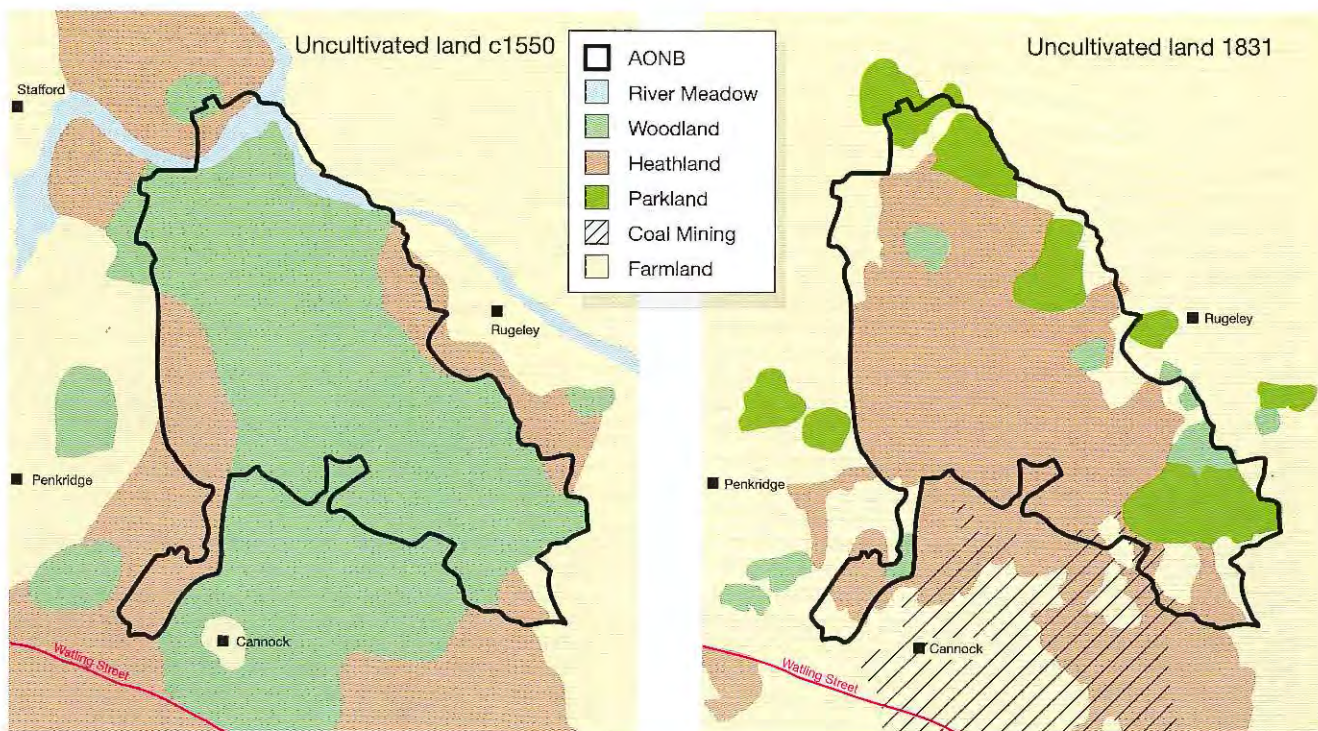 Uncultivated land c1550
Stafford
Rugeley
Penkridge
Cannock
Watling Street
AONB
River Meadow
Woodland
Heathland
Parkland
Coal Mining
Farmland
Uncultivated land 1831
Rugeley
Penkridge
Cannock
Watling Street